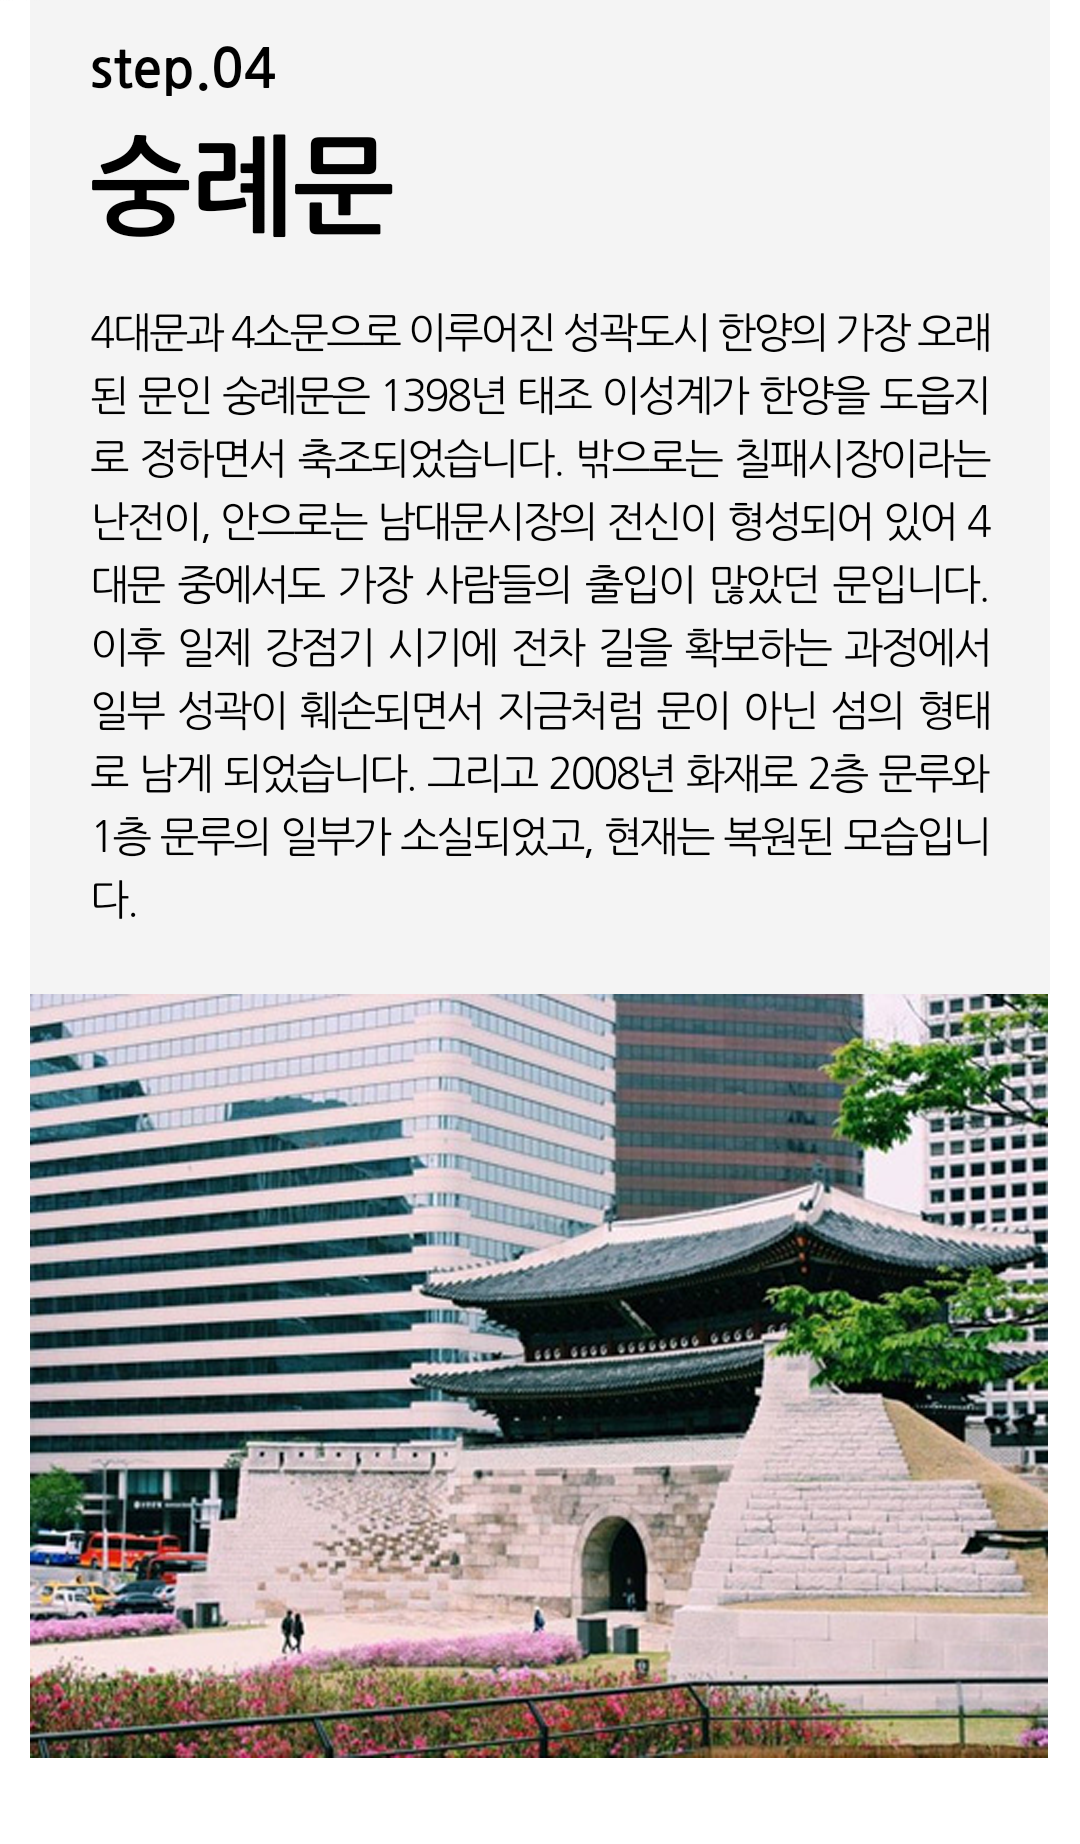 step.04
숭례문
4대문과 4소문으로 이루어진 성곽도시 한양의 가장 오래
된 문인 숭례문은 1398년 태조 이성계가 한양을 도읍지
로 정하면서 축조되었습니다. 밖으로는 칠패시장이라는
난전이, 안으로는 남대문시장의 전신이 형성되어 있어 4
대문 중에서도 가장 사람들의 출입이 많았던 문입니다.
이후 일제 강점기 시기에 전차 길을 확보하는 과정에서
일부 성곽이 훼손되면서 지금처럼 문이 아닌 섬의 형태
로 남게 되었습니다. 그리고 2008년 화재로 2층 문루와
1층 문루의 일부가 소실되었고, 현재는 복원된 모습입니
다.